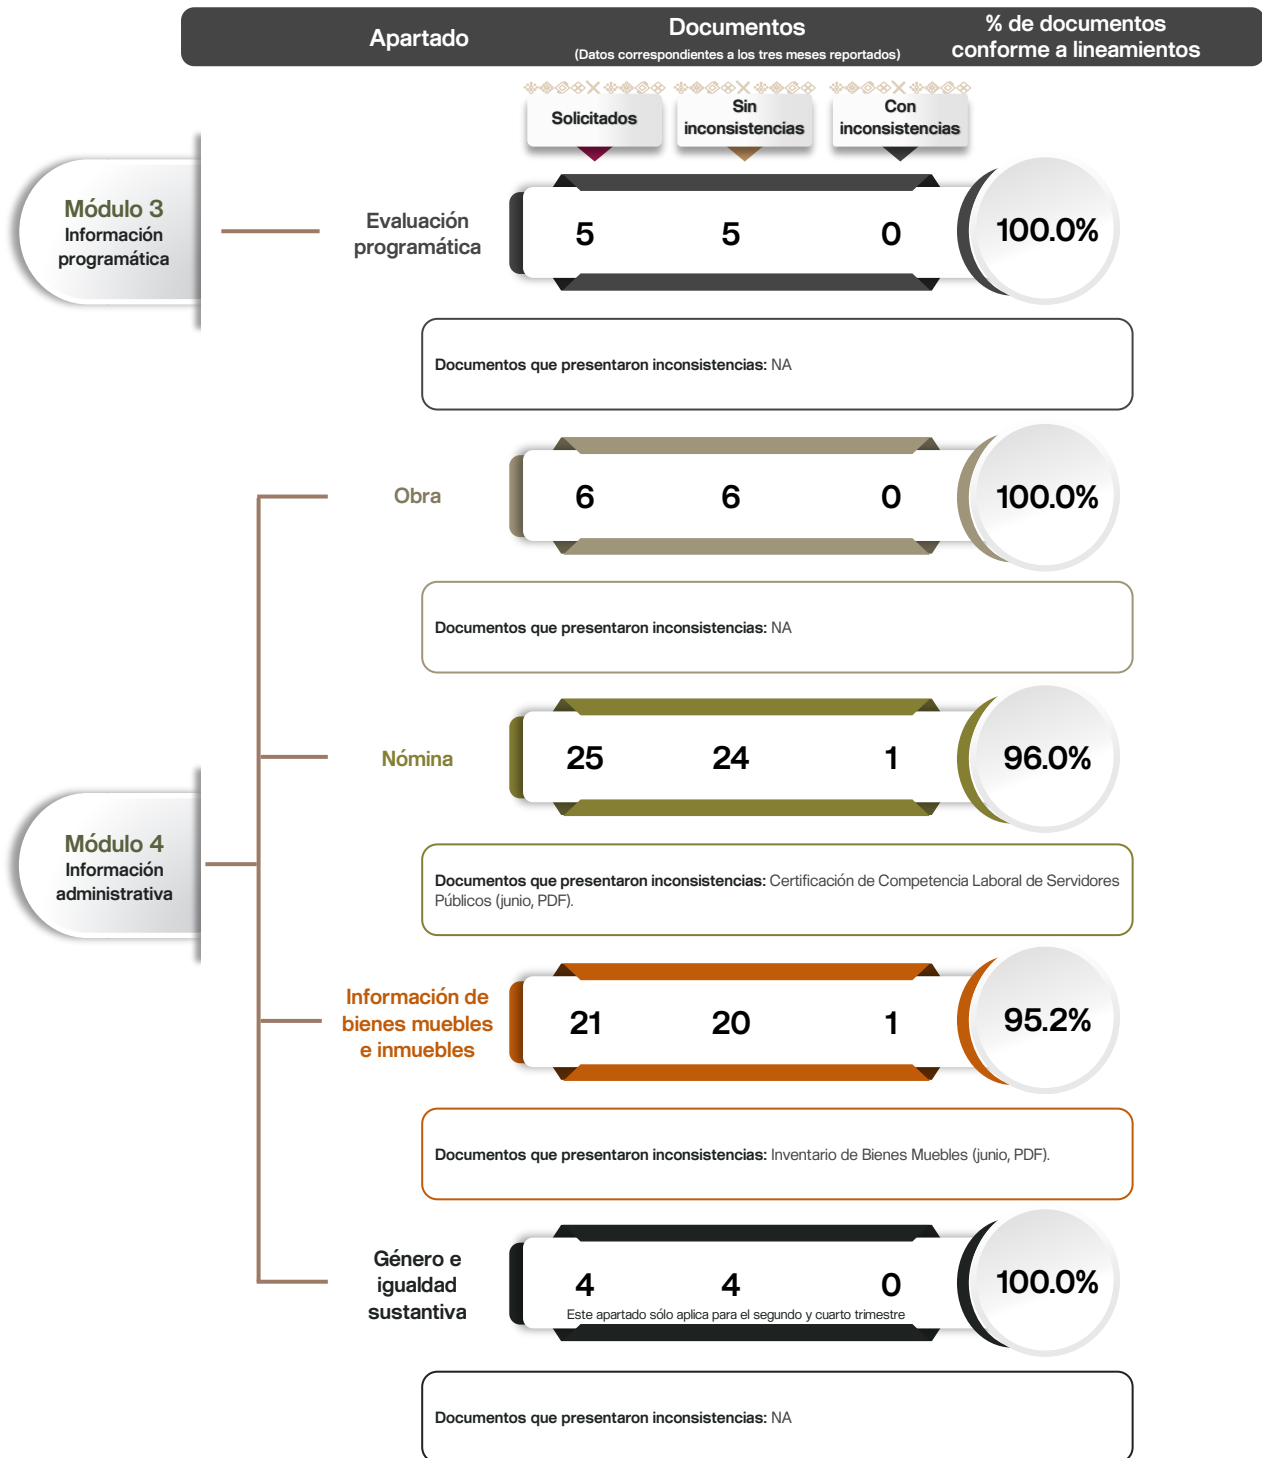 Apartado
Documentos
(Datos correspondientes a los tres meses reportados)
% de documentos
conforme a lineamientos
Solicitados
Sin
inconsistencias
Con
inconsistencias
Módulo 3
Información
programática
Evaluación
programática
5 5 0 100.0%
Documentos que presentaron inconsistencias: NA
Obra
6 6 0 100.0%
Documentos que presentaron inconsistencias: NA
Nómina
25 24 1 96.0%
Módulo 4
Información
administrativa
Documentos que presentaron inconsistencias: Certificación de Competencia Laboral de Servidores
Públicos (junio, PDF).
Información de
bienes muebles
e inmuebles
21 20 1 95.2%
Documentos que presentaron inconsistencias: Inventario de Bienes Muebles (junio, PDF).
Género e
igualdad
sustantiva
4 4 0 100.0%
Este apartado sólo aplica para el segundo y cuarto trimestre
Documentos que presentaron inconsistencias: NA